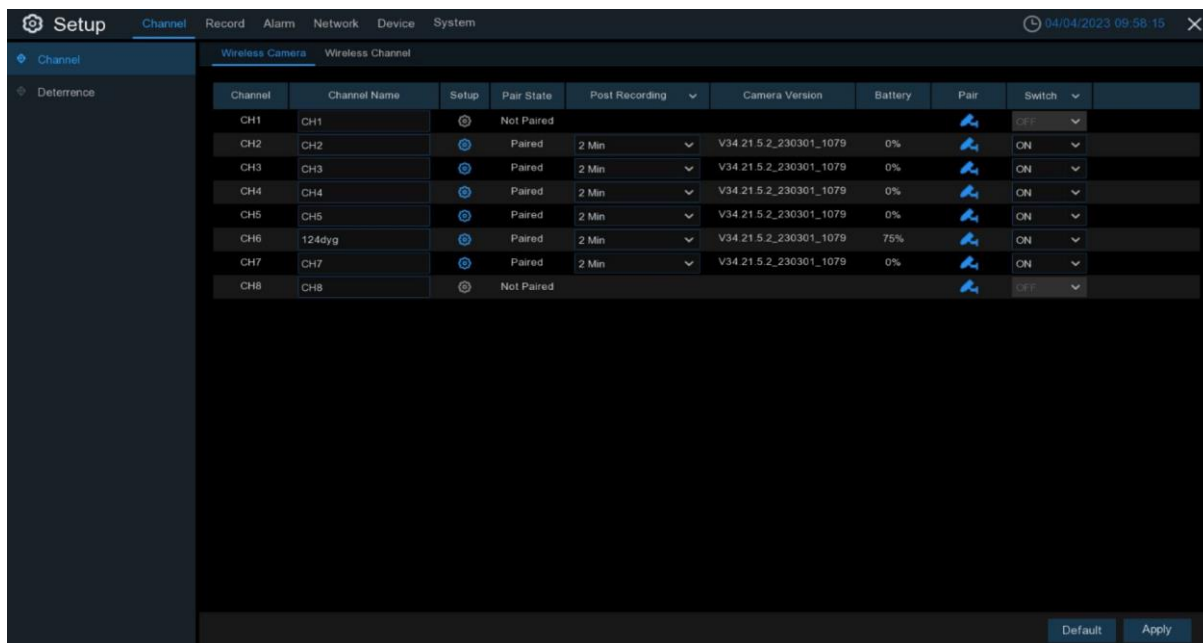 Setup Channel Record Alarm Network Device System 04/04/2023 09:58:15
Channel
Deterrence
Wireless Camera Wireless Channel
Channel Channel Name Setup Pair State Post Recording Camera Version Battery Pair Switch
CH1 CH1 Not Paired OFF
CH2 CH2 Paired 2 Min V34.21.5.2_230301_1079 0% ON
CH3 CH3 Paired 2 Min V34.21.5.2_230301_1079 0% ON
CH4 CH4 Paired 2 Min V34.21.5.2_230301_1079 0% ON
CH5 CH5 Paired 2 Min V34.21.5.2_230301_1079 0% ON
CH6 124dyg Paired 2 Min V34.21.5.2_230301_1079 75% ON
CH7 CH7 Paired 2 Min V34.21.5.2_230301_1079 0% ON
CH8 CH8 Not Paired OFF
Default Apply